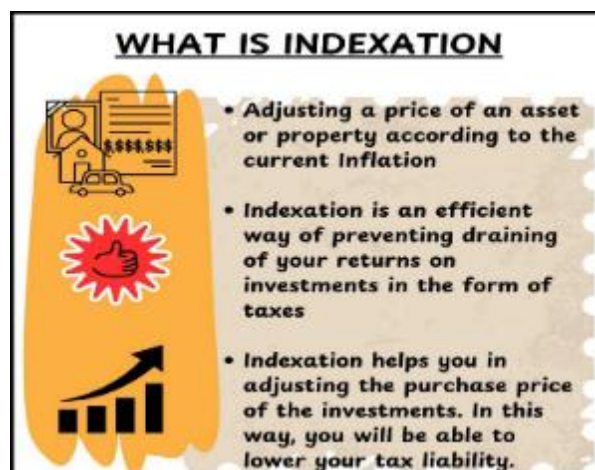 WHAT IS INDEXATION
$$$$,$$$
• Adjusting a price of an asset
or property according to the
current Inflation
• Indexation is an efficient
way of preventing draining
of your returns on
investments in the form of
taxes
• Indexation helps you in
adjusting the purchase price
of the investments. In this
way, you will be able to
lower your tax liability.